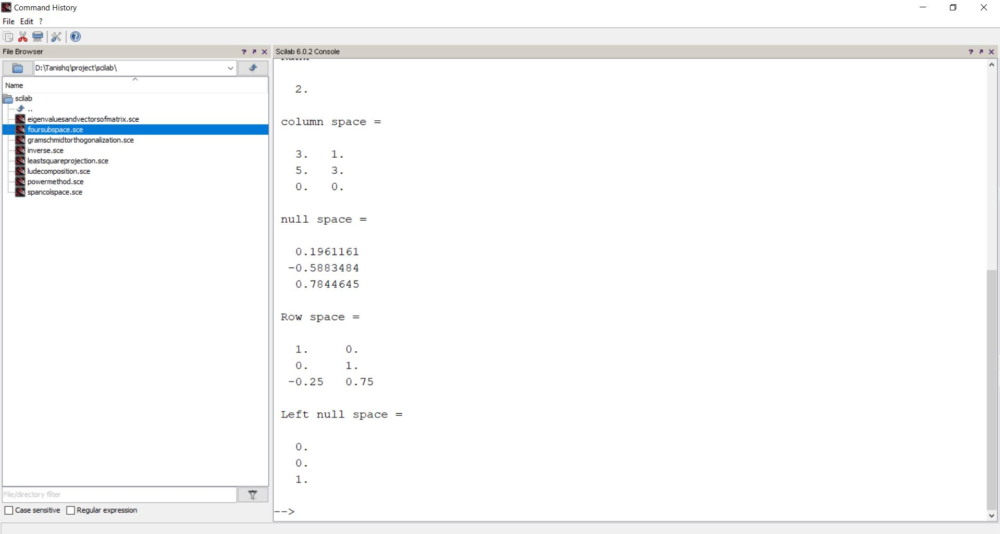 Command History
File Edit ?
File Browser
D:\Tanishq\project\scilab\
Name
scilab
..
eigenvaluesandvectorsofmatrix.sce
foursubspace.sce
gramschmidtorthogonalization.sce
inverse.sce
leastsquareprojection.sce
ludecomposition.sce
powermethod.sce
spancolspace.sce
File/directory filter
Case sensitive Regular expression
Scilab 6.0.2 Console
2.
column space =
3. 1.
5. 3.
0. 0.
null space =
0.1961161
-0.5883484
0.7844645
Row space =
1. 0.
0. 1.
-0.25 0.75
Left null space =
0.
0.
1.
-->